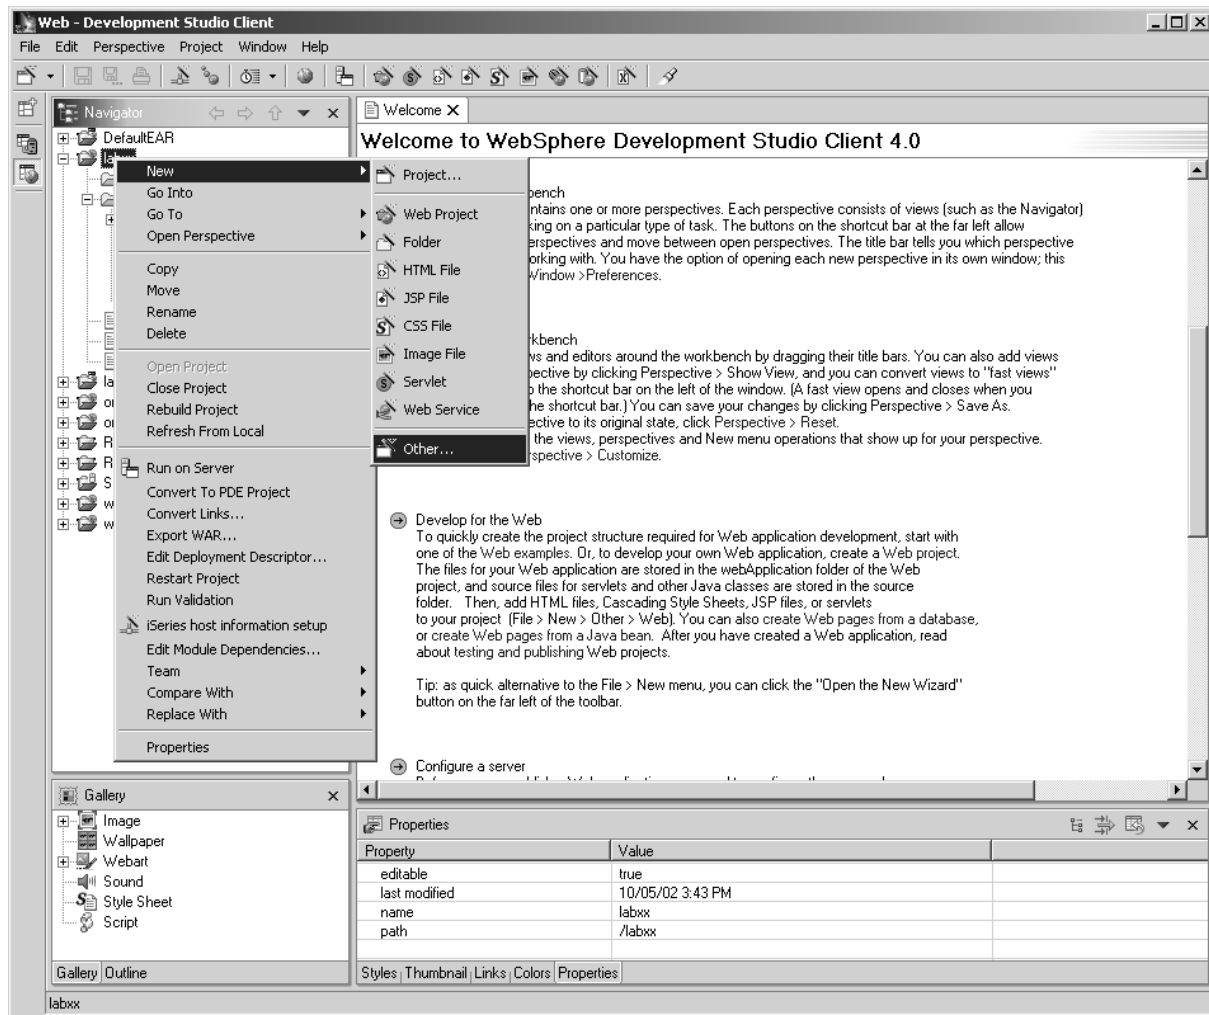 Web - Development Studio Client
File Edit Perspective Project Window Help
Navigator
DefaultEAR
la
la
or
or
R
R
S
w
w
New
Go Into
Go To
Open Perspective
Copy
Move
Rename
Delete
Open Project
Close Project
Rebuild Project
Refresh From Local
Run on Server
Convert To PDE Project
Convert Links...
Export WAR...
Edit Deployment Descriptor...
Restart Project
Run Validation
iSeries host information setup
Edit Module Dependencies...
Team
Compare With
Replace With
Properties
Project...
Web Project
Folder
HTML File
JSP File
CSS File
Image File
Servlet
Web Service
Other...
Welcome
Welcome to WebSphere Development Studio Client 4.0
bench
ntains one or more perspectives. Each perspective consists of views (such as the Navigator)
king on a particular type of task. The buttons on the shortcut bar at the far left allow
erspectives and move between open perspectives. The title bar tells you which perspective
orking with. You have the option of opening each new perspective in its own window; this
Window >Preferences.
kbench
ws and editors around the workbench by dragging their title bars. You can also add views
pective by clicking Perspective > Show View, and you can convert views to "fast views"
o the shortcut bar on the left of the window. (A fast view opens and closes when you
he shortcut bar.) You can save your changes by clicking Perspective > Save As.
ective to its original state, click Perspective > Reset.
the views, perspectives and New menu operations that show up for your perspective.
rspective > Customize.
Develop for the Web
To quickly create the project structure required for Web application development, start with
one of the Web examples. Or, to develop your own Web application, create a Web project.
The files for your Web application are stored in the webApplication folder of the Web
project, and source files for servlets and other Java classes are stored in the source
folder. Then, add HTML files, Cascading Style Sheets, JSP files, or servlets
to your project (File > New > Other > Web). You can also create Web pages from a database,
or create Web pages from a Java bean. After you have created a Web application, read
about testing and publishing Web projects.
Tip: as quick alternative to the File > New menu, you can click the "Open the New Wizard"
button on the far left of the toolbar.
Configure a server
Gallery
Image
Wallpaper
Webart
Sound
Style Sheet
Script
Gallery Outline
Properties
Property Value
editable true
last modified 10/05/02 3:43 PM
name labxx
path /labxx
Styles Thumbnail Links Colors Properties
labxx